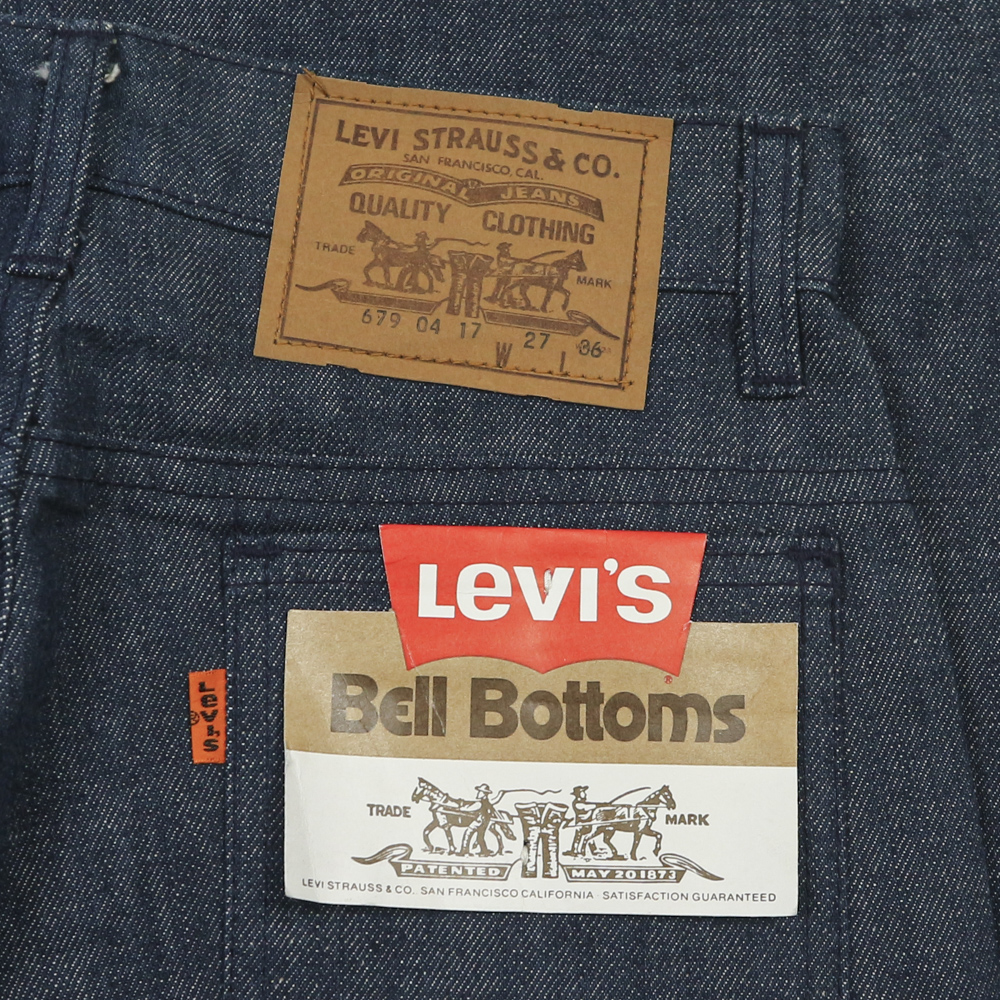 LEVI STRAUSS & CO.
SAN FRANCISCO, CAL.
ORIGINAL JEANS
QUALITY CLOTHING
TRADE MARK
679 04 17 27 36
W L
LEVI'S
®
Bell Bottoms
LEVI'S
®
TRADE MARK
PATENTED MAY 20 1873
LEVI STRAUSS & CO. SAN FRANCISCO CALIFORNIA · SATISFACTION GUARANTEED